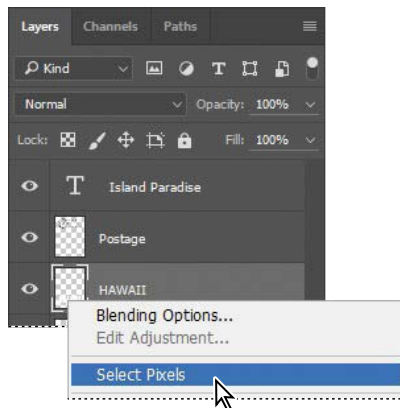 Layers Channels Paths
Kind
Normal Opacity: 100%
Lock: Fill: 100%
T Island Paradise
Postage
HAWAII
Blending Options...
Edit Adjustment...
Select Pixels